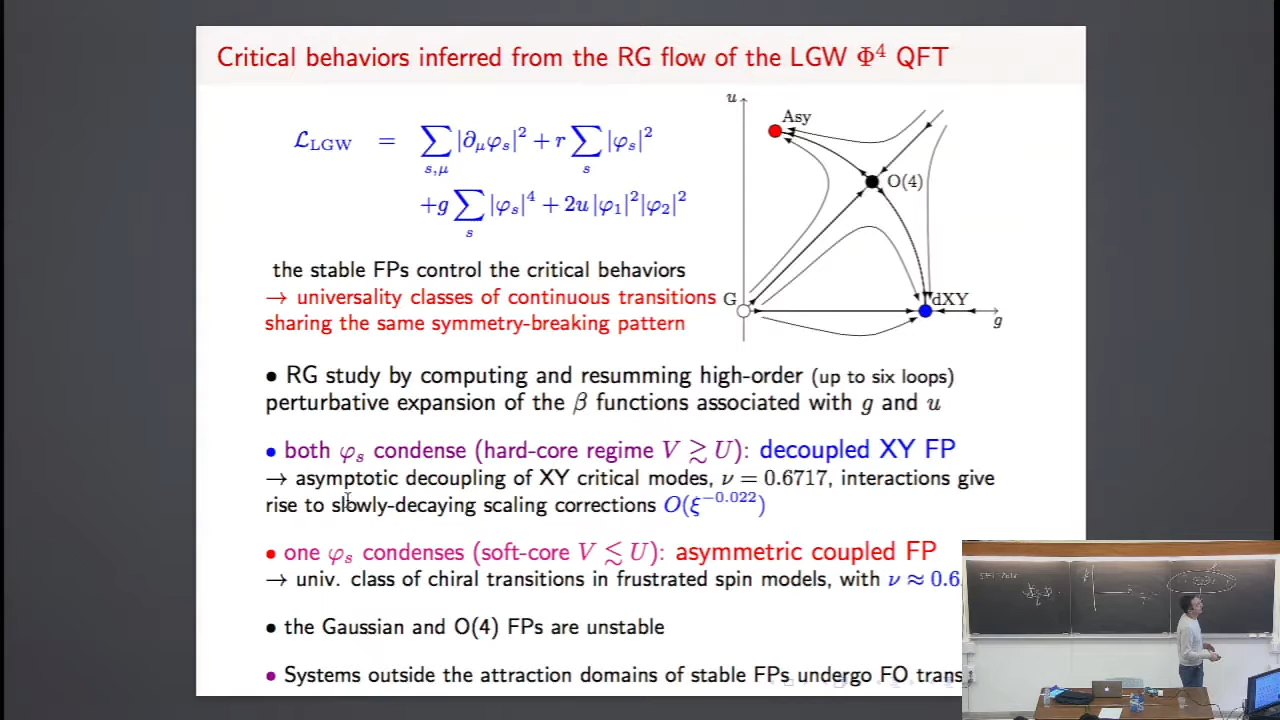 Critical behaviors inferred from the RG flow of the LGW Φ⁴ QFT
ℒ_LGW = ∑_{s,μ} |∂_μφ_s|² + r ∑_s |φ_s|²
+g ∑_s |φ_s|⁴ + 2u |φ₁|²|φ₂|²
u
Asy
O(4)
G
dXY
g
the stable FPs control the critical behaviors
→ universality classes of continuous transitions
sharing the same symmetry-breaking pattern
• RG study by computing and resumming high-order (up to six loops)
perturbative expansion of the β functions associated with g and u
• both φ_s condense (hard-core regime V ≳ U): decoupled XY FP
→ asymptotic decoupling of XY critical modes, ν = 0.6717, interactions give
rise to slowly-decaying scaling corrections O(ξ^{−0.022})
• one φ_s condenses (soft-core V ≲ U): asymmetric coupled FP
→ univ. class of chiral transitions in frustrated spin models, with ν ≈ 0.6
• the Gaussian and O(4) FPs are unstable
• Systems outside the attraction domains of stable FPs undergo FO trans